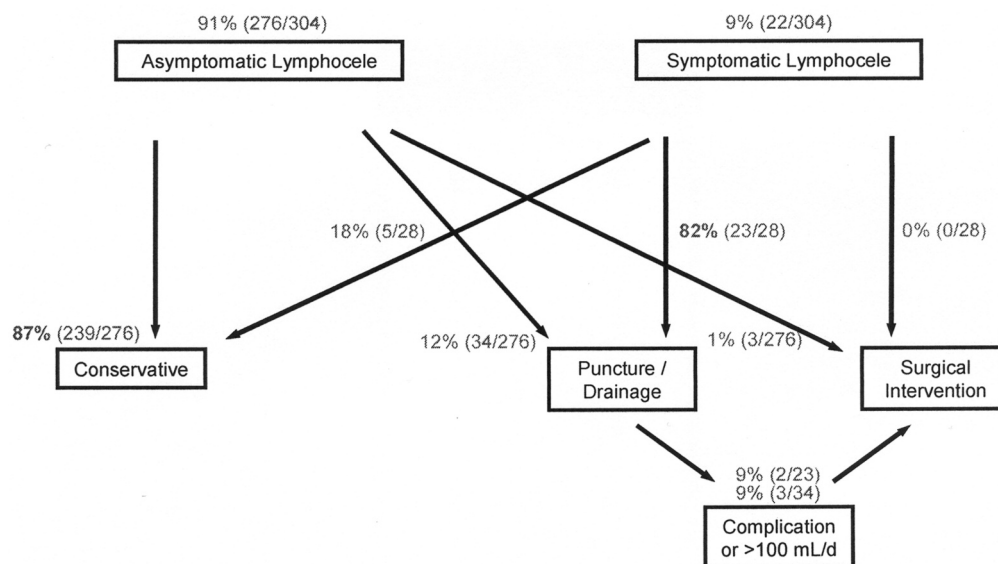 91% (276/304)
9% (22/304)
Asymptomatic Lymphocele
Symptomatic Lymphocele
18% (5/28)
82% (23/28)
0% (0/28)
87% (239/276)
12% (34/276)
1% (3/276)
Conservative
Puncture /
Drainage
Surgical
Intervention
9% (2/23)
9% (3/34)
Complication
or >100 mL/d